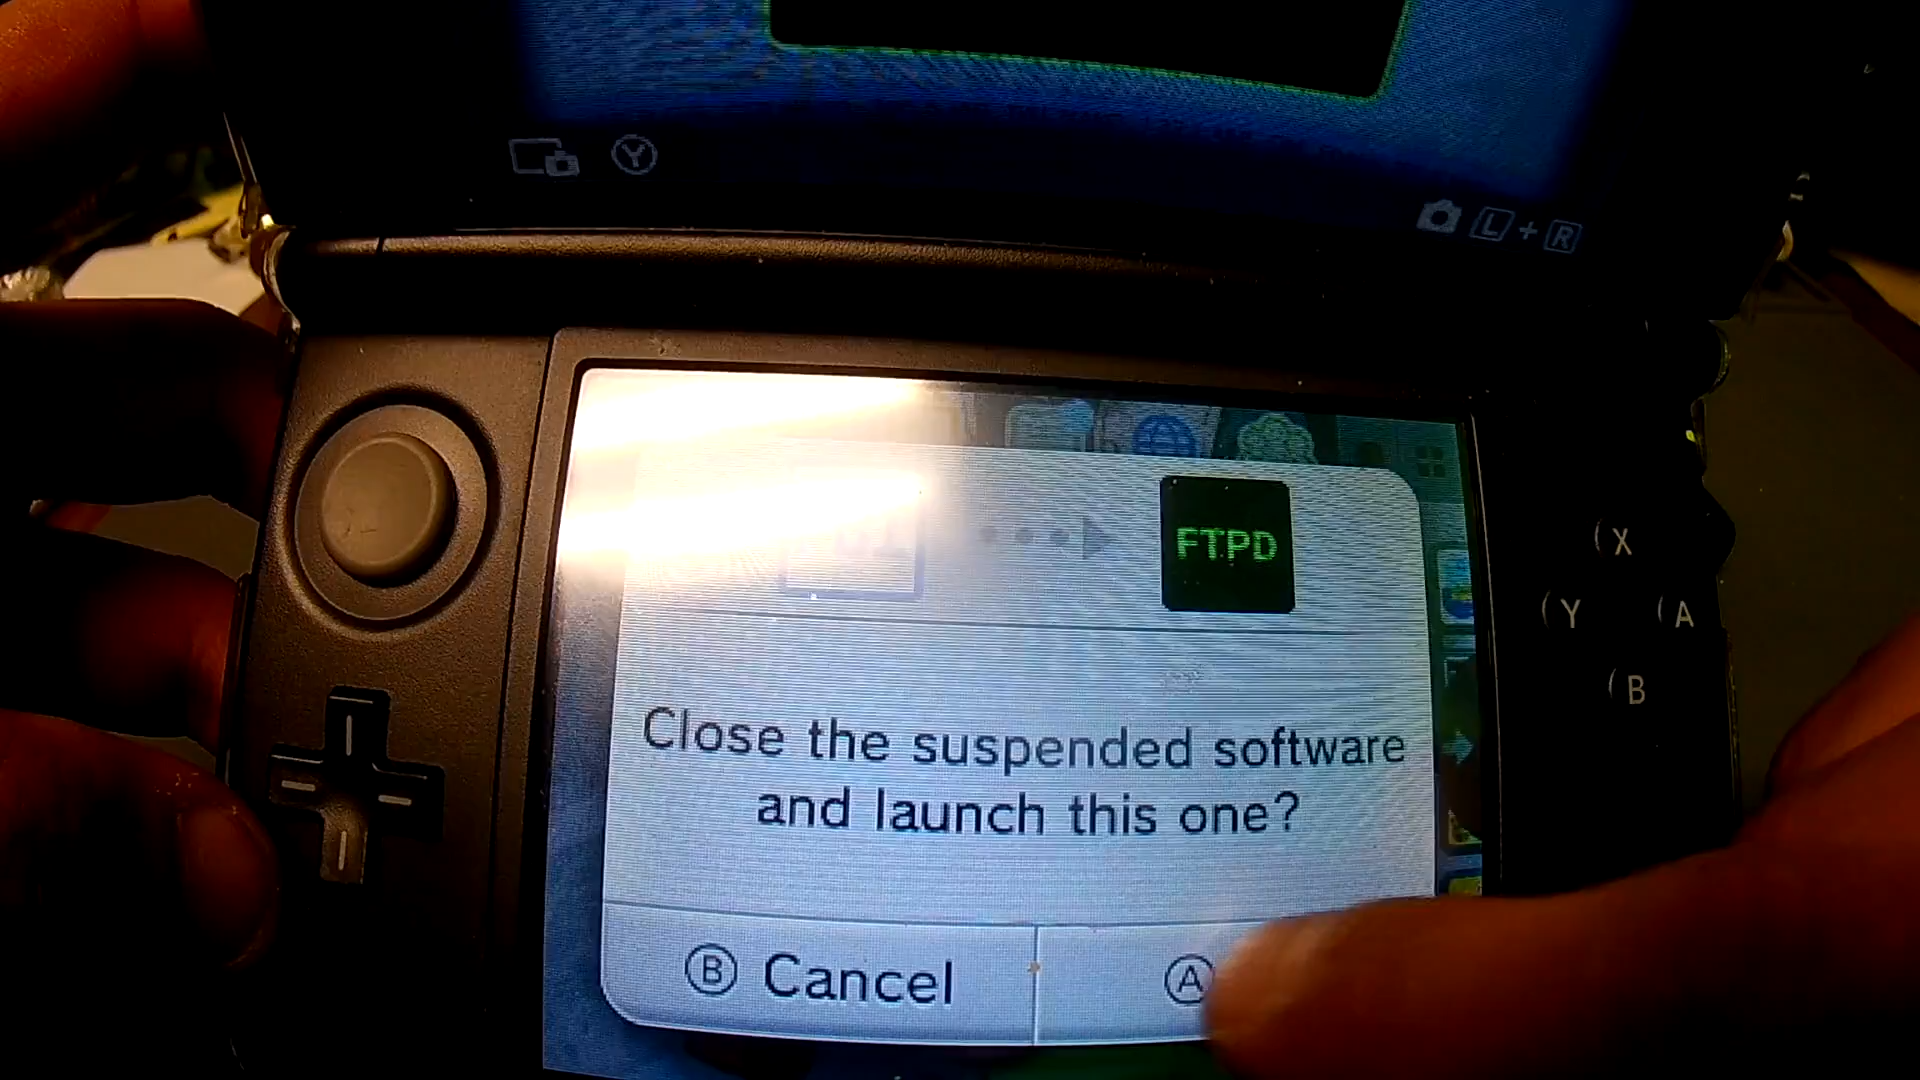 Y
L + R
FTPD
X
Y
A
B
Close the suspended software
and launch this one?
B Cancel
A